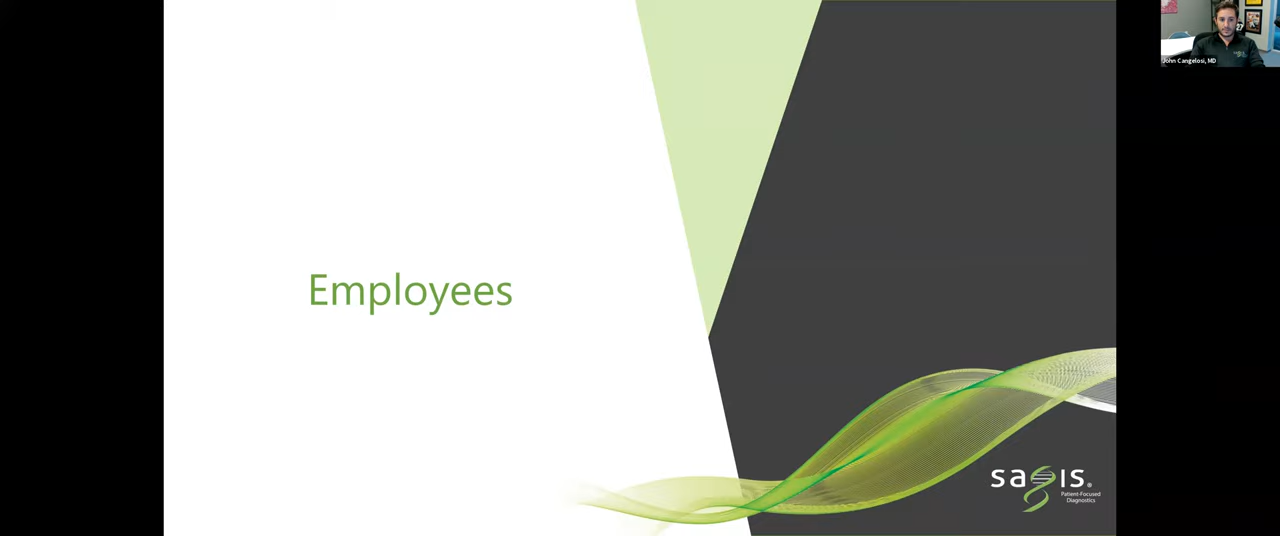 John Cangelosi, MD
Employees
sagis®
Patient-Focused
Diagnostics